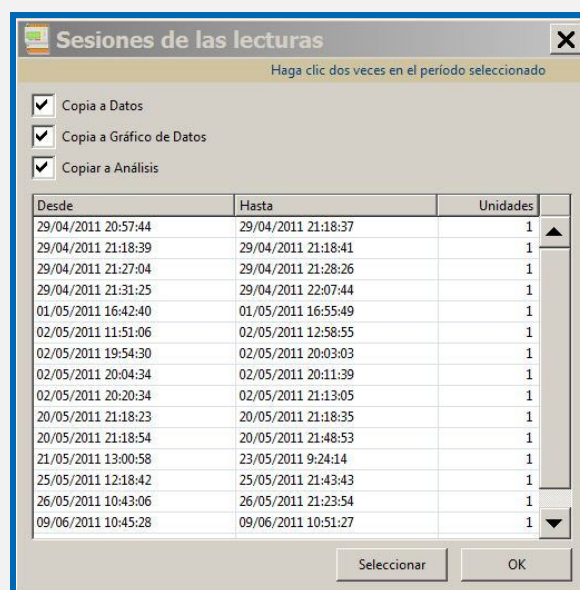 Sesiones de las lecturas
Haga clic dos veces en el período seleccionado
Copia a Datos
Copia a Gráfico de Datos
Copiar a Análisis
Desde Hasta Unidades
29/04/2011 20:57:44 29/04/2011 21:18:37 1
29/04/2011 21:18:39 29/04/2011 21:18:41 1
29/04/2011 21:27:04 29/04/2011 21:28:26 1
29/04/2011 21:31:25 29/04/2011 22:07:44 1
01/05/2011 16:42:40 01/05/2011 16:55:49 1
02/05/2011 11:51:06 02/05/2011 12:58:55 1
02/05/2011 19:54:30 02/05/2011 20:03:03 1
02/05/2011 20:04:34 02/05/2011 20:11:39 1
02/05/2011 20:20:34 02/05/2011 21:13:05 1
20/05/2011 21:18:23 20/05/2011 21:18:35 1
20/05/2011 21:18:54 20/05/2011 21:48:53 1
21/05/2011 13:00:58 23/05/2011 9:24:14 1
25/05/2011 12:18:42 25/05/2011 21:43:43 1
26/05/2011 10:43:06 26/05/2011 21:23:54 1
09/06/2011 10:45:28 09/06/2011 10:51:27 1
Seleccionar OK